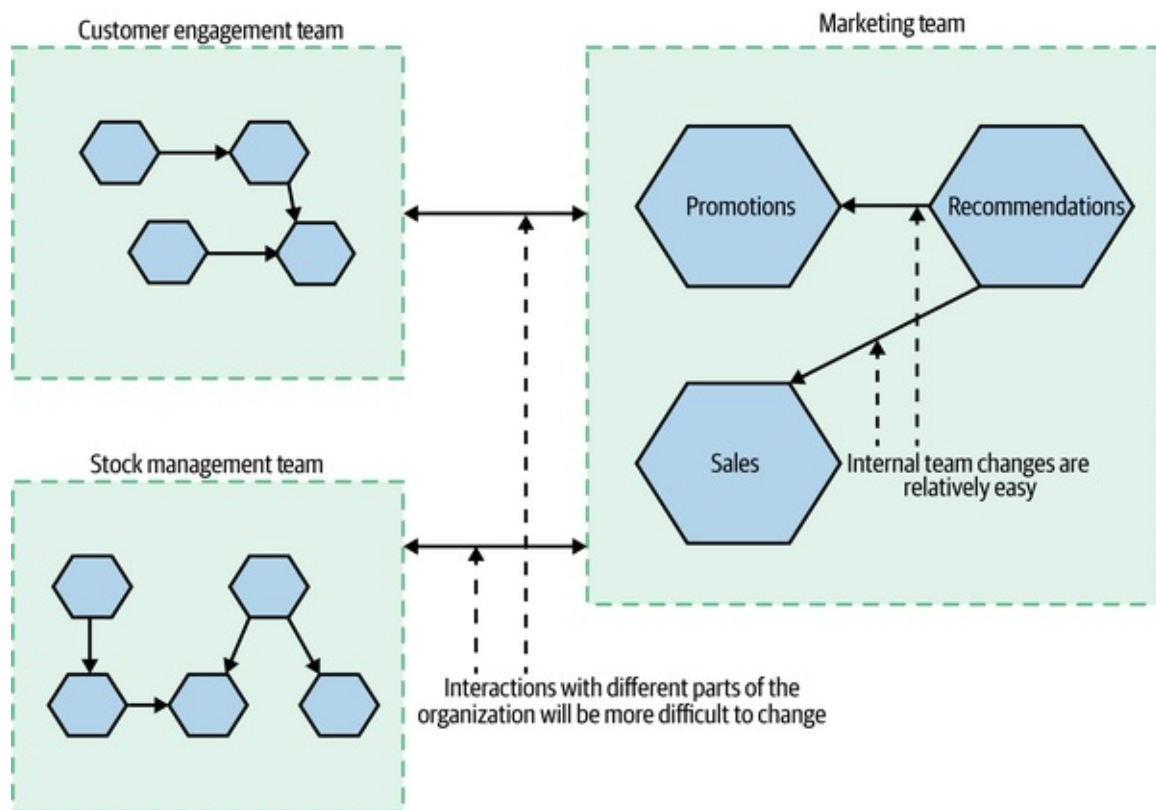 Customer engagement team
Marketing team
Promotions
Recommendations
Sales
Internal team changes are
relatively easy
Stock management team
Interactions with different parts of the
organization will be more difficult to change